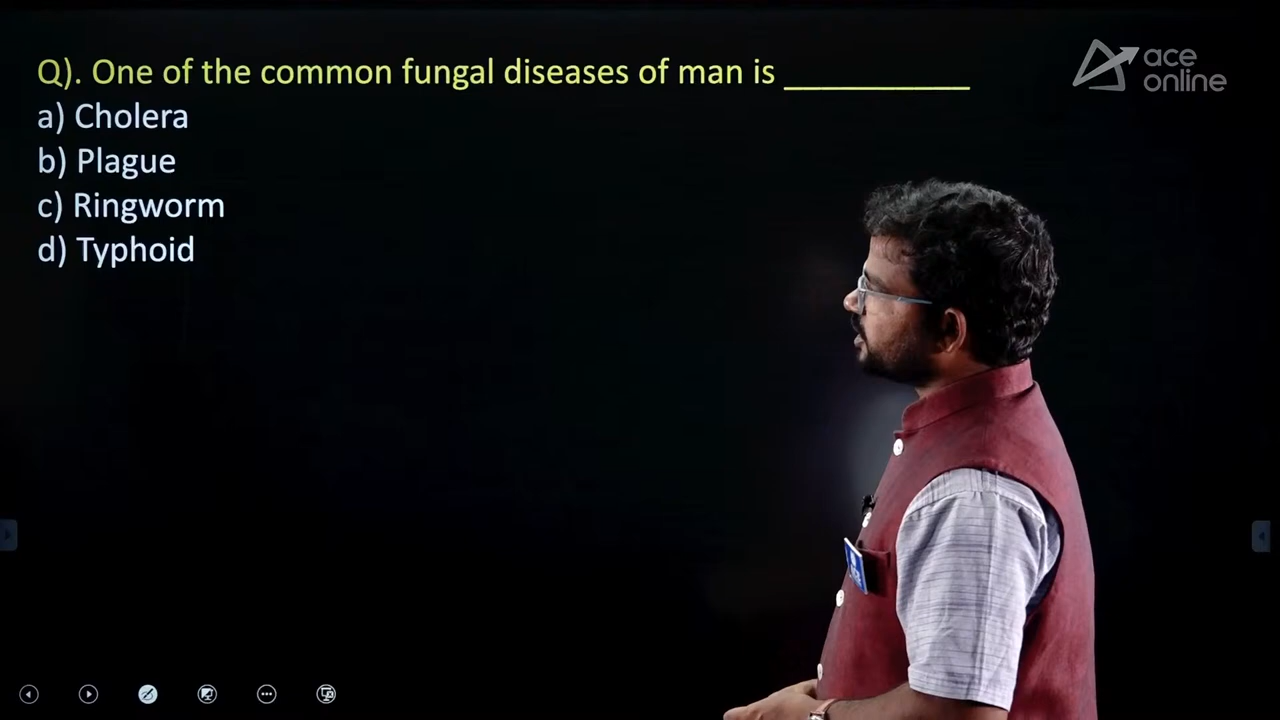 Q). One of the common fungal diseases of man is ___________
a) Cholera
b) Plague
c) Ringworm
d) Typhoid
ace
online